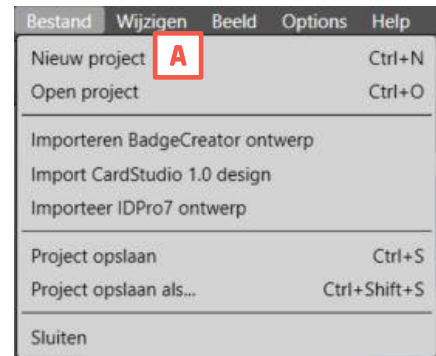 Bestand Wijzigen Beeld Options Help
Nieuw project A Ctrl+N
Open project Ctrl+O
Importeren BadgeCreator ontwerp
Import CardStudio 1.0 design
Importeer IDPro7 ontwerp
Project opslaan Ctrl+S
Project opslaan als... Ctrl+Shift+S
Sluiten